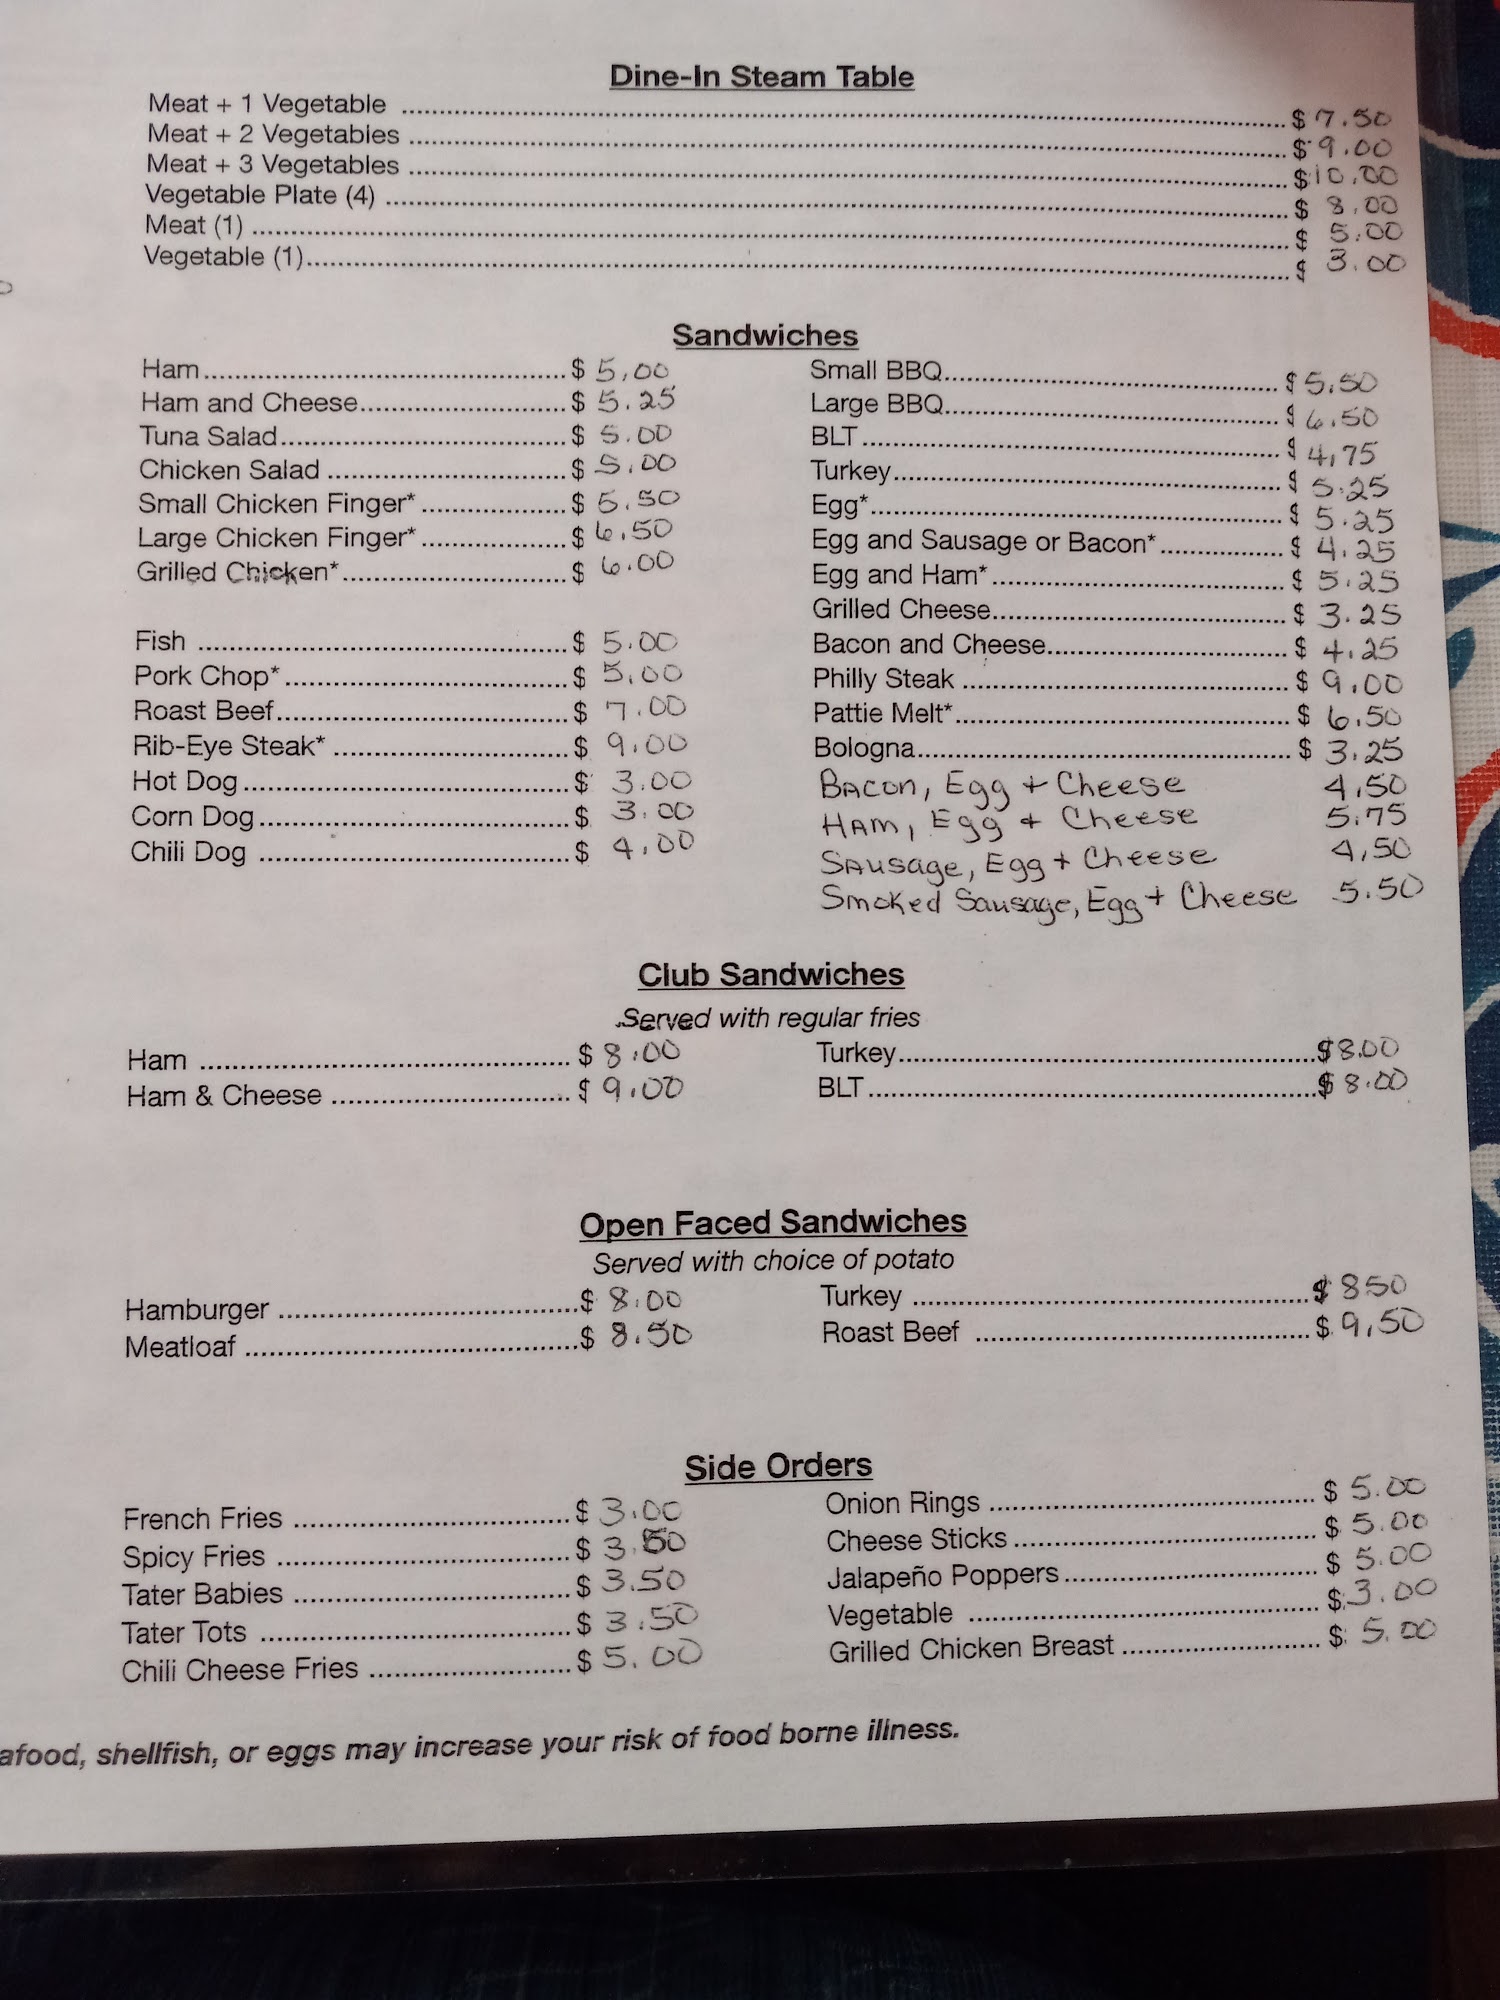 Dine-In Steam Table
Meat + 1 Vegetable ........ $ 7.50
Meat + 2 Vegetables ........ $ 9.00
Meat + 3 Vegetables ........ $ 10.00
Vegetable Plate (4) ........ $ 8.00
Meat (1) ........ $ 5.00
Vegetable (1) ........ $ 3.00
Sandwiches
Ham ........ $ 5.00
Ham and Cheese ........ $ 5.25
Tuna Salad ........ $ 5.00
Chicken Salad ........ $ 5.00
Small Chicken Finger* ........ $ 5.50
Large Chicken Finger* ........ $ 6.50
Grilled Chicken* ........ $ 6.00
Fish ........ $ 5.00
Pork Chop* ........ $ 5.00
Roast Beef ........ $ 7.00
Rib-Eye Steak* ........ $ 9.00
Hot Dog ........ $ 3.00
Corn Dog ........ $ 3.00
Chili Dog ........ $ 4.00
Small BBQ ........ $ 5.50
Large BBQ ........ $ 6.50
BLT ........ $ 4.75
Turkey ........ $ 5.25
Egg* ........ $ 5.25
Egg and Sausage or Bacon* ........ $ 4.25
Egg and Ham* ........ $ 5.25
Grilled Cheese ........ $ 3.25
Bacon and Cheese ........ $ 4.25
Philly Steak ........ $ 9.00
Pattie Melt* ........ $ 6.50
Bologna ........ $ 3.25
Bacon, Egg + Cheese 4.50
Ham, Egg + Cheese 5.75
Sausage, Egg + Cheese 4.50
Smoked Sausage, Egg + Cheese 5.50
Club Sandwiches
Served with regular fries
Ham ........ $ 8.00
Ham & Cheese ........ $ 9.00
Turkey ........ $ 8.00
BLT ........ $ 8.00
Open Faced Sandwiches
Served with choice of potato
Hamburger ........ $ 8.00
Meatloaf ........ $ 8.50
Turkey ........ $ 850
Roast Beef ........ $ 9.50
Side Orders
French Fries ........ $ 3.00
Spicy Fries ........ $ 3.50
Tater Babies ........ $ 3.50
Tater Tots ........ $ 3.50
Chili Cheese Fries ........ $ 5.00
Onion Rings ........ $ 5.00
Cheese Sticks ........ $ 5.00
Jalapeño Poppers ........ $ 5.00
Vegetable ........ $ 3.00
Grilled Chicken Breast ........ $ 5.00
afood, shellfish, or eggs may increase your risk of food borne illness.